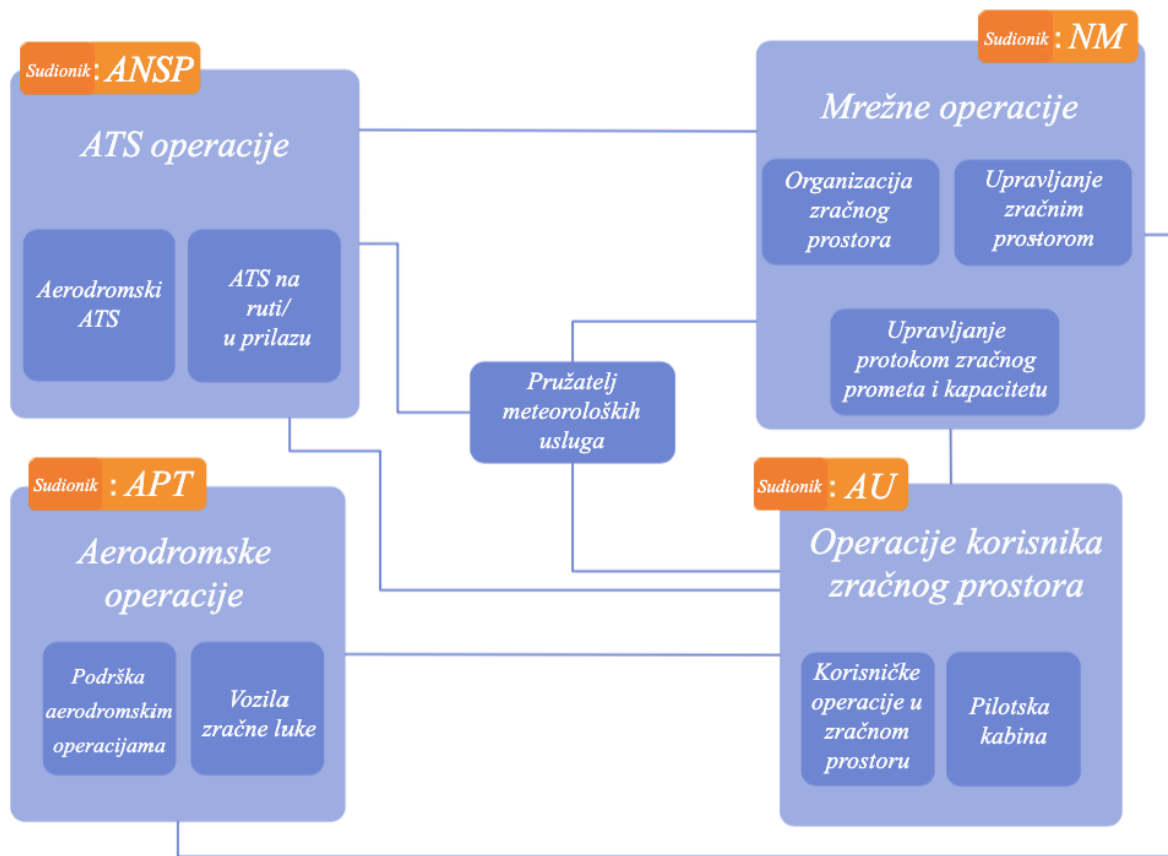 Sudionik : ANSP
ATS operacije
Aerodromski
ATS
ATS na
ruti/
u prilazu
Sudionik : NM
Mrežne operacije
Organizacija
zračnog
prostora
Upravljanje
zračnim
prostorom
Upravljanje
protokom zračnog
prometa i kapacitetu
Pružatelj
meteoroloških
usluga
Sudionik : APT
Aerodromske
operacije
Podrška
aerodromskim
operacijama
Vozila
zračne luke
Sudionik : AU
Operacije korisnika
zračnog prostora
Korisničke
operacije u
zračnom
prostoru
Pilotska
kabina